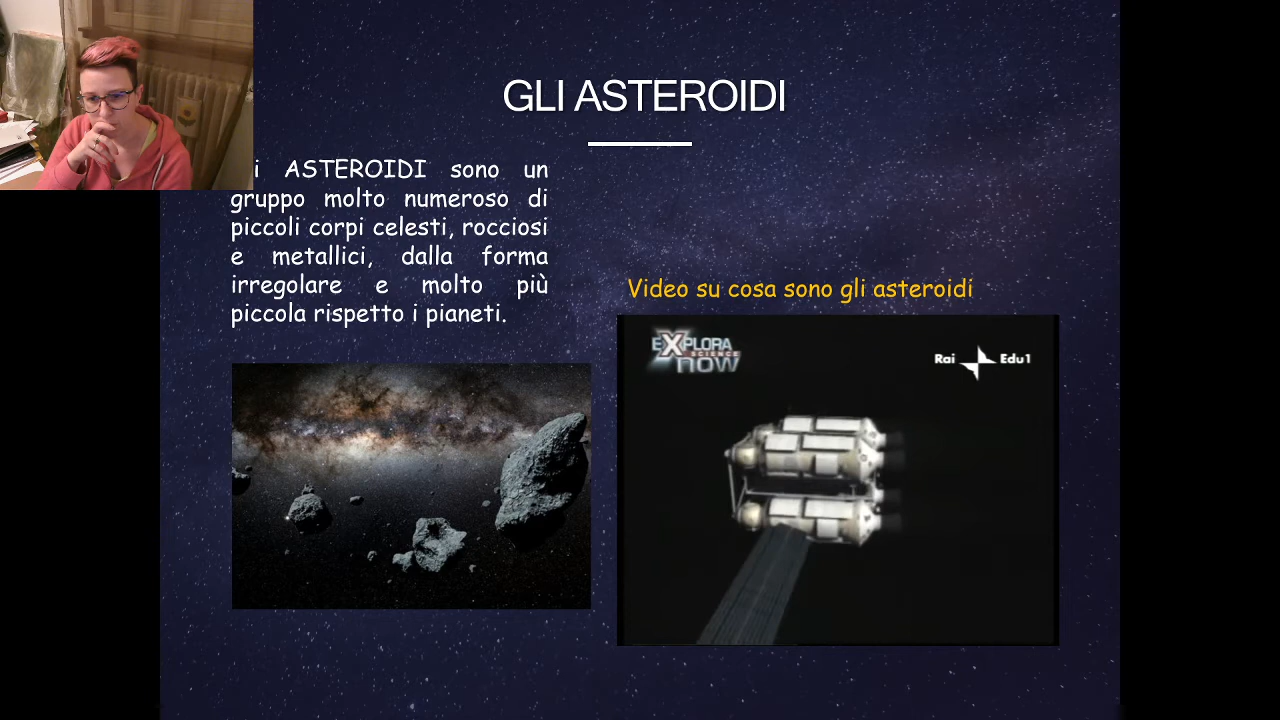 GLI ASTEROIDI
i ASTEROIDI sono un
gruppo molto numeroso di
piccoli corpi celesti, rocciosi
e metallici, dalla forma
irregolare e molto più
piccola rispetto i pianeti.
Video su cosa sono gli asteroidi
EXPLORA
SCIENCE
NOW
Rai Edu1